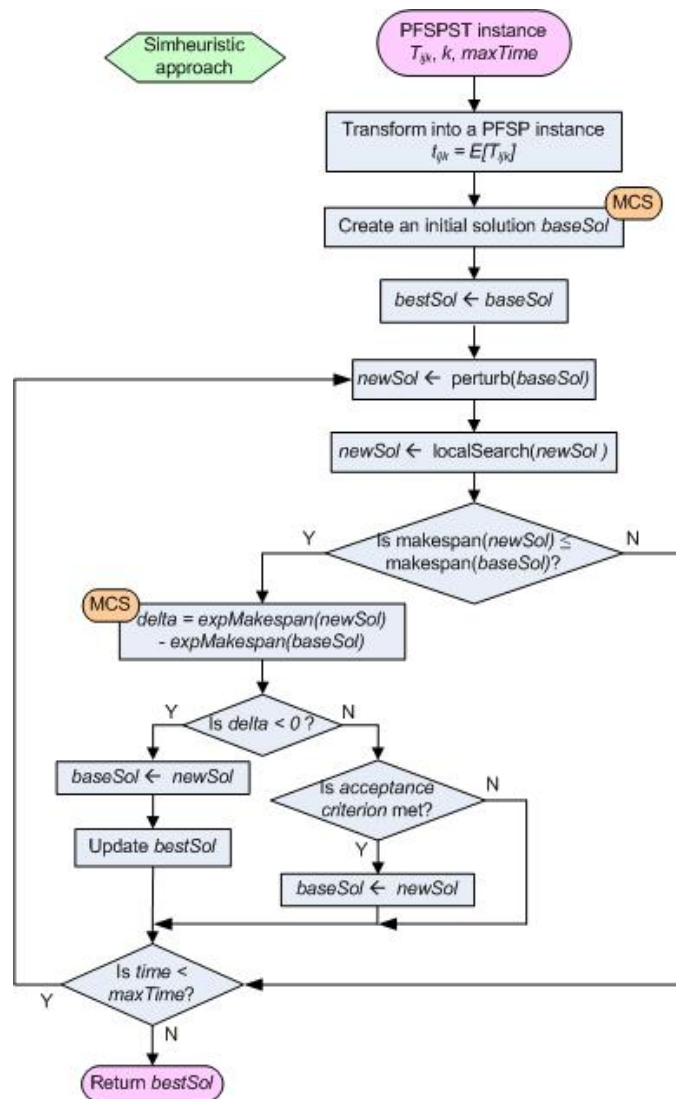 Simheuristic
approach
PFSPST instance
Tijk, k, maxTime
Transform into a PFSP instance
tijk = E[Tijk]
MCS
Create an initial solution baseSol
bestSol ← baseSol
newSol ← perturb(baseSol)
newSol ← localSearch(newSol )
Y
Is makespan(newSol) ≤
makespan(baseSol)?
N
MCS
delta = expMakespan(newSol)
- expMakespan(baseSol)
Y
Is delta < 0 ?
N
baseSol ← newSol
Is acceptance
criterion met?
N
Update bestSol
Y
baseSol ← newSol
Is time <
maxTime?
Y
N
Return bestSol